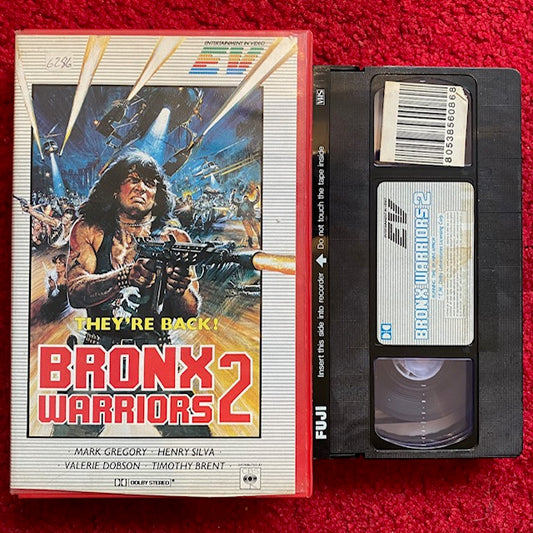 6286
ENTERTAINMENT IN VIDEO
EV
THEY'RE BACK!
BRONX
WARRIORS 2
· MARK GREGORY · HENRY SILVA ·
· VALERIE DOBSON · TIMOTHY BRENT ·
DOLBY STEREO
VHS
Do not touch the tape inside
Insert this side into recorder
FUJI
80538560868
EV
BRONX WARRIORS 2